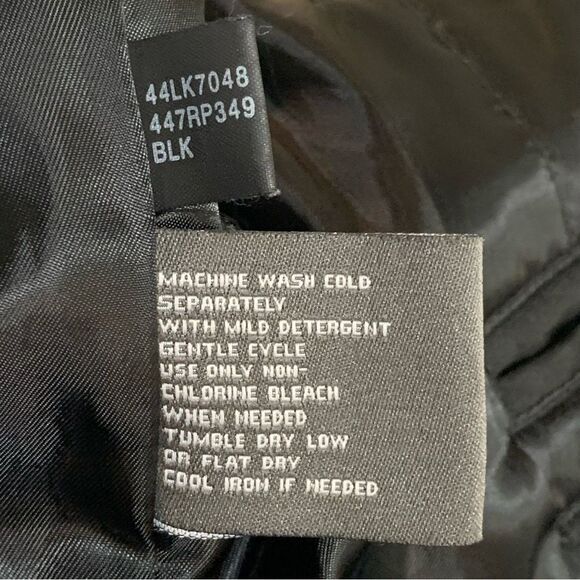 44LK7048
447RP349
BLK
MACHINE WASH COLD
SEPARATELY
WITH MILD DETERGENT
GENTLE CYCLE
USE ONLY NON-
CHLORINE BLEACH
WHEN NEEDED
TUMBLE DRY LOW
OR FLAT DRY
COOL IRON IF NEEDED